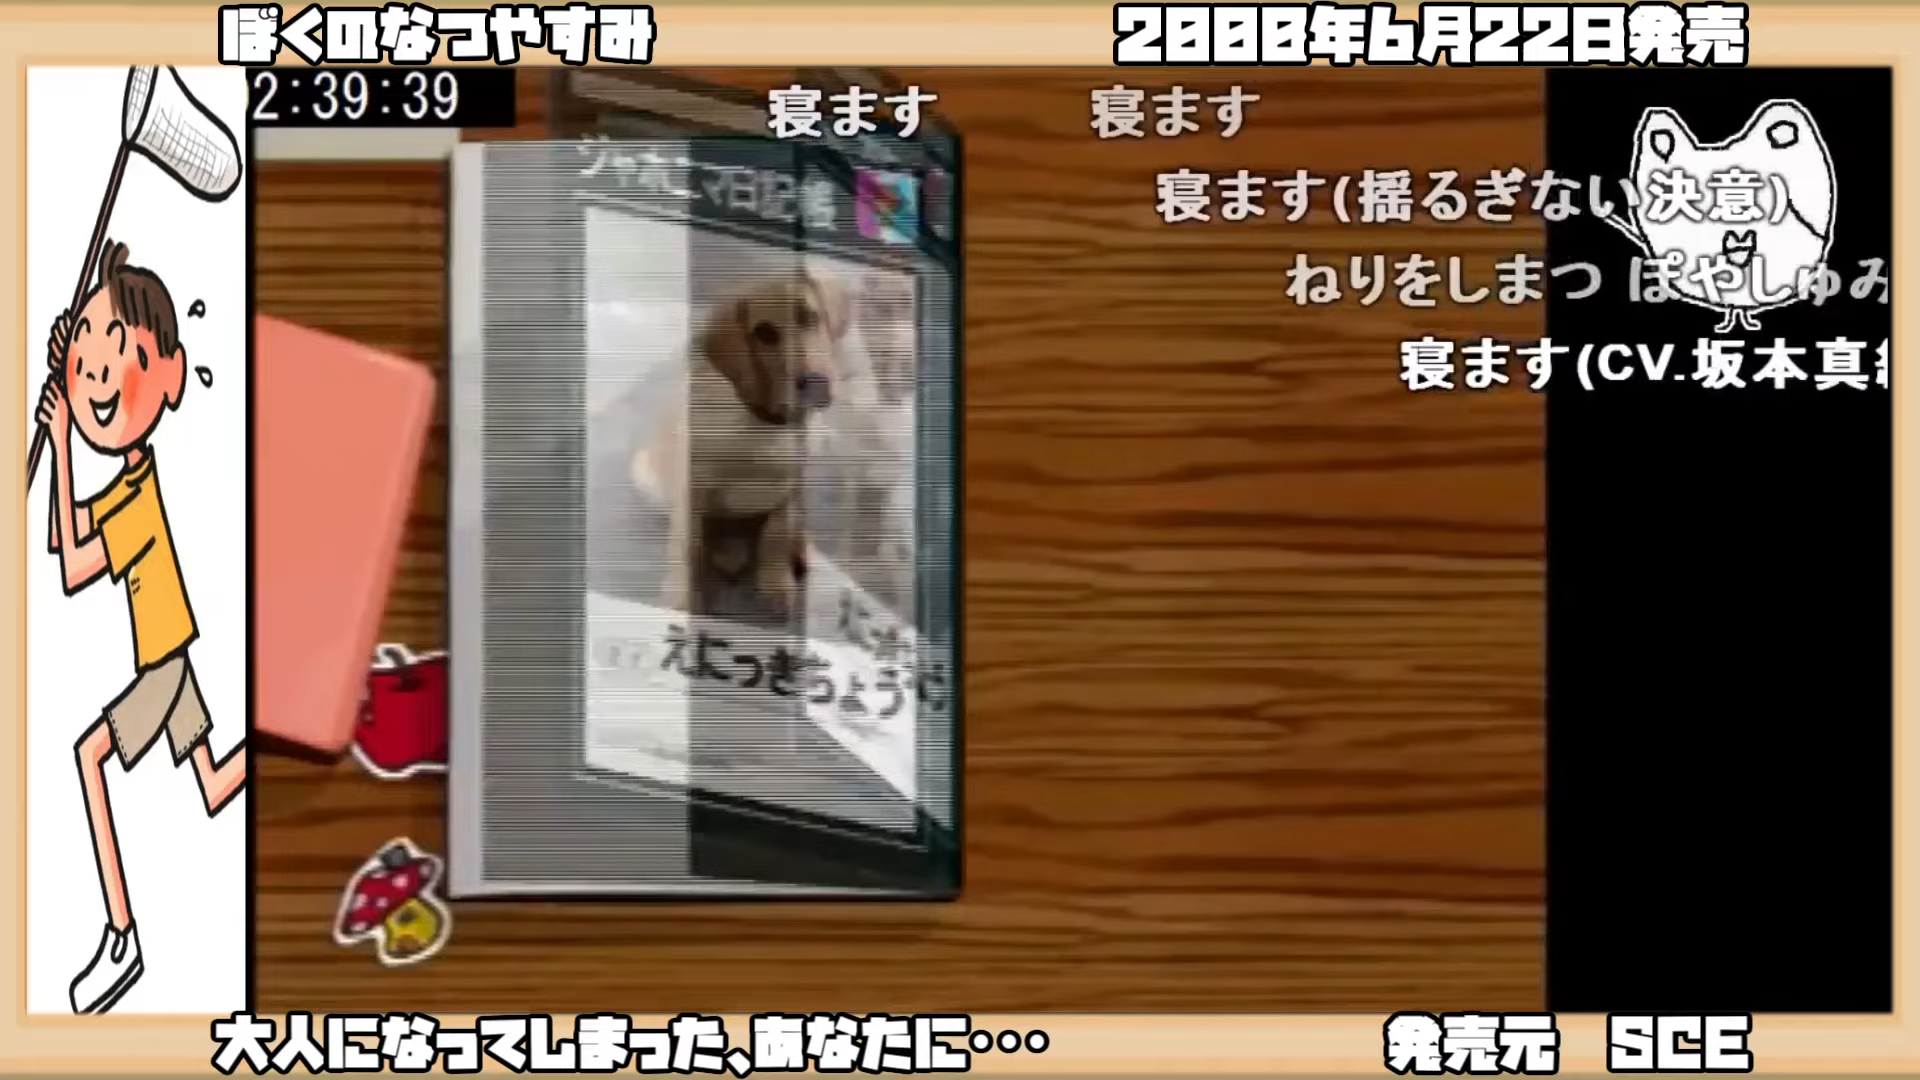 ぼくのなつやすみ
2000年6月22日発売
2:39:39
寝ます 寝ます
寝ます(揺るぎない決意)
ねりをしまつ ぽやしゅみ
寝ます(CV.坂本真
日記帳
えにっきちょう
大人になってしまった、あなたに・・・
発売元 SCE